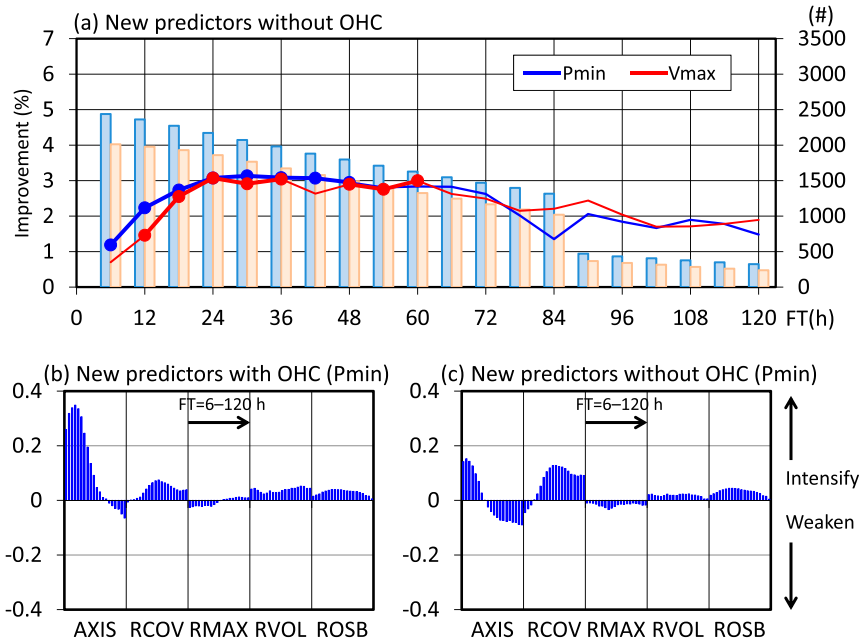 (a) New predictors without OHC
(#)
Improvement (%)
7
6
5
4
3
2
1
0
3500
3000
2500
2000
1500
1000
500
0
Pmin
Vmax
0 12 24 36 48 60 72 84 96 108 120 FT(h)
(b) New predictors with OHC (Pmin)
0.4
0.2
0
-0.2
-0.4
FT=6–120 h
AXIS RCOV RMAX RVOL ROSB
(c) New predictors without OHC (Pmin)
0.4
0.2
0
-0.2
-0.4
FT=6–120 h
AXIS RCOV RMAX RVOL ROSB
Intensify
Weaken